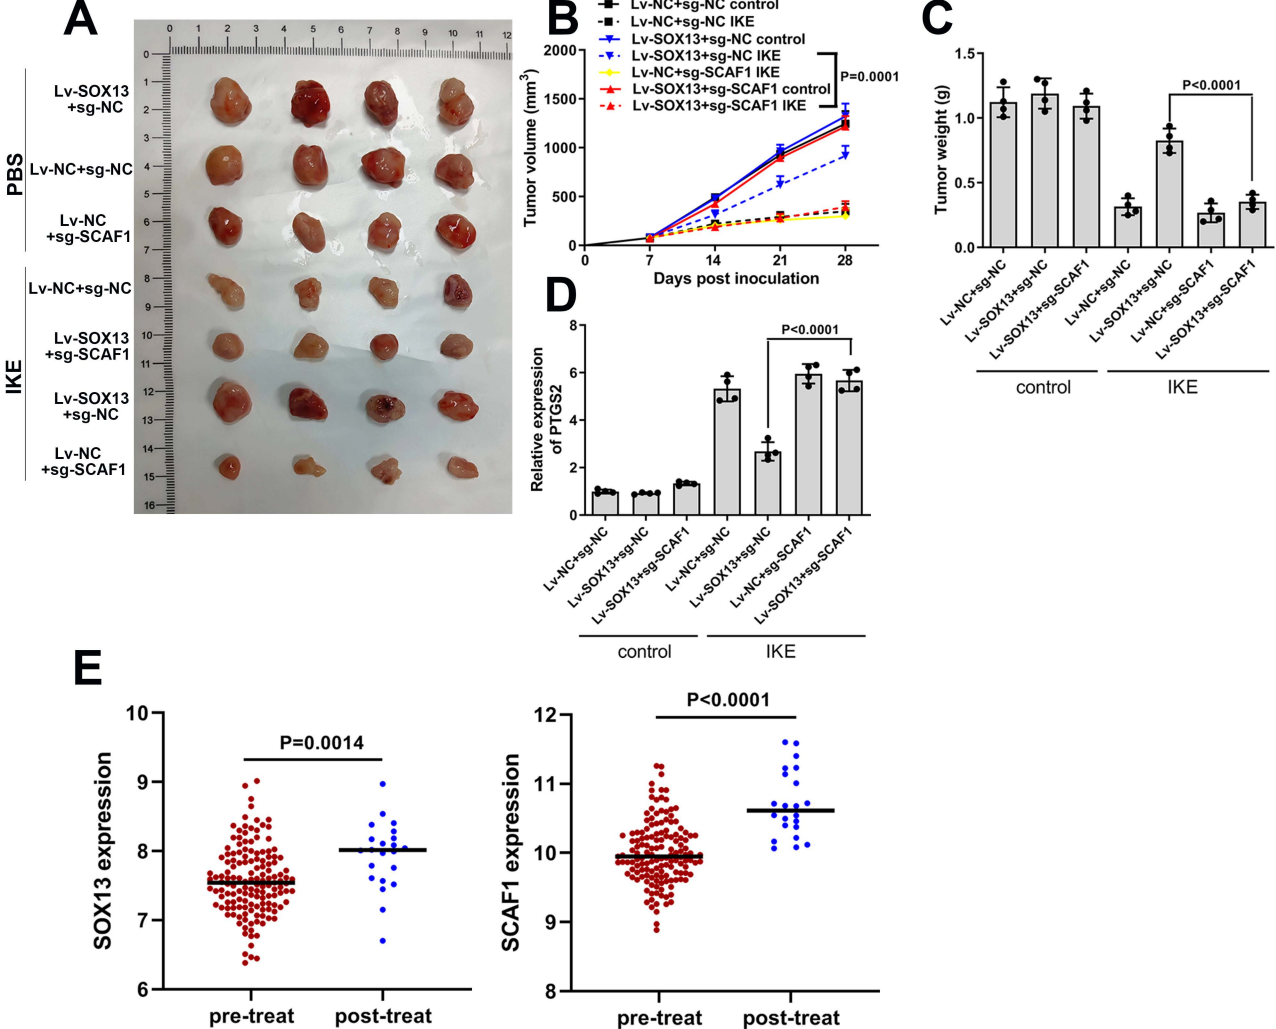 A
0 1 2 3 4 5 6 7 8 9 10 11 12
0
1
2
3
4
5
6
7
8
9
10
11
12
13
14
15
16
PBS
Lv-SOX13
+sg-NC
Lv-NC+sg-NC
Lv-NC
+sg-SCAF1
IKE
Lv-NC+sg-NC
Lv-SOX13
+sg-SCAF1
Lv-SOX13
+sg-NC
Lv-NC
+sg-SCAF1
B
Lv-NC+sg-NC control
Lv-NC+sg-NC IKE
Lv-SOX13+sg-NC control
Lv-SOX13+sg-NC IKE
Lv-NC+sg-SCAF1 IKE
Lv-SOX13+sg-SCAF1 control
Lv-SOX13+sg-SCAF1 IKE
P=0.0001
Tumor volume (mm3)
2000
1500
1000
500
0
0 7 14 21 28
Days post inoculation
C
Tumor weight (g)
1.5
1.0
0.5
0.0
P<0.0001
Lv-NC+sg-NC
Lv-SOX13+sg-NC
Lv-SOX13+sg-SCAF1
Lv-NC+sg-NC
Lv-SOX13+sg-NC
Lv-NC+sg-SCAF1
Lv-SOX13+sg-SCAF1
control IKE
D
Relative expression
of PTGS2
8
6
4
2
0
P<0.0001
Lv-NC+sg-NC
Lv-SOX13+sg-NC
Lv-SOX13+sg-SCAF1
Lv-NC+sg-NC
Lv-SOX13+sg-NC
Lv-NC+sg-SCAF1
Lv-SOX13+sg-SCAF1
control IKE
E
SOX13 expression
10
9
8
7
6
P=0.0014
pre-treat post-treat
SCAF1 expression
12
11
10
9
8
P<0.0001
pre-treat post-treat